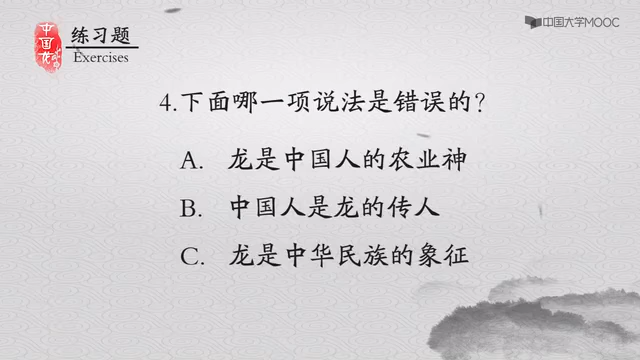 中国大学MOOC
练习题
Exercises
4.下面哪一项说法是错误的?
A. 龙是中国人的农业神
B. 中国人是龙的传人
C. 龙是中华民族的象征